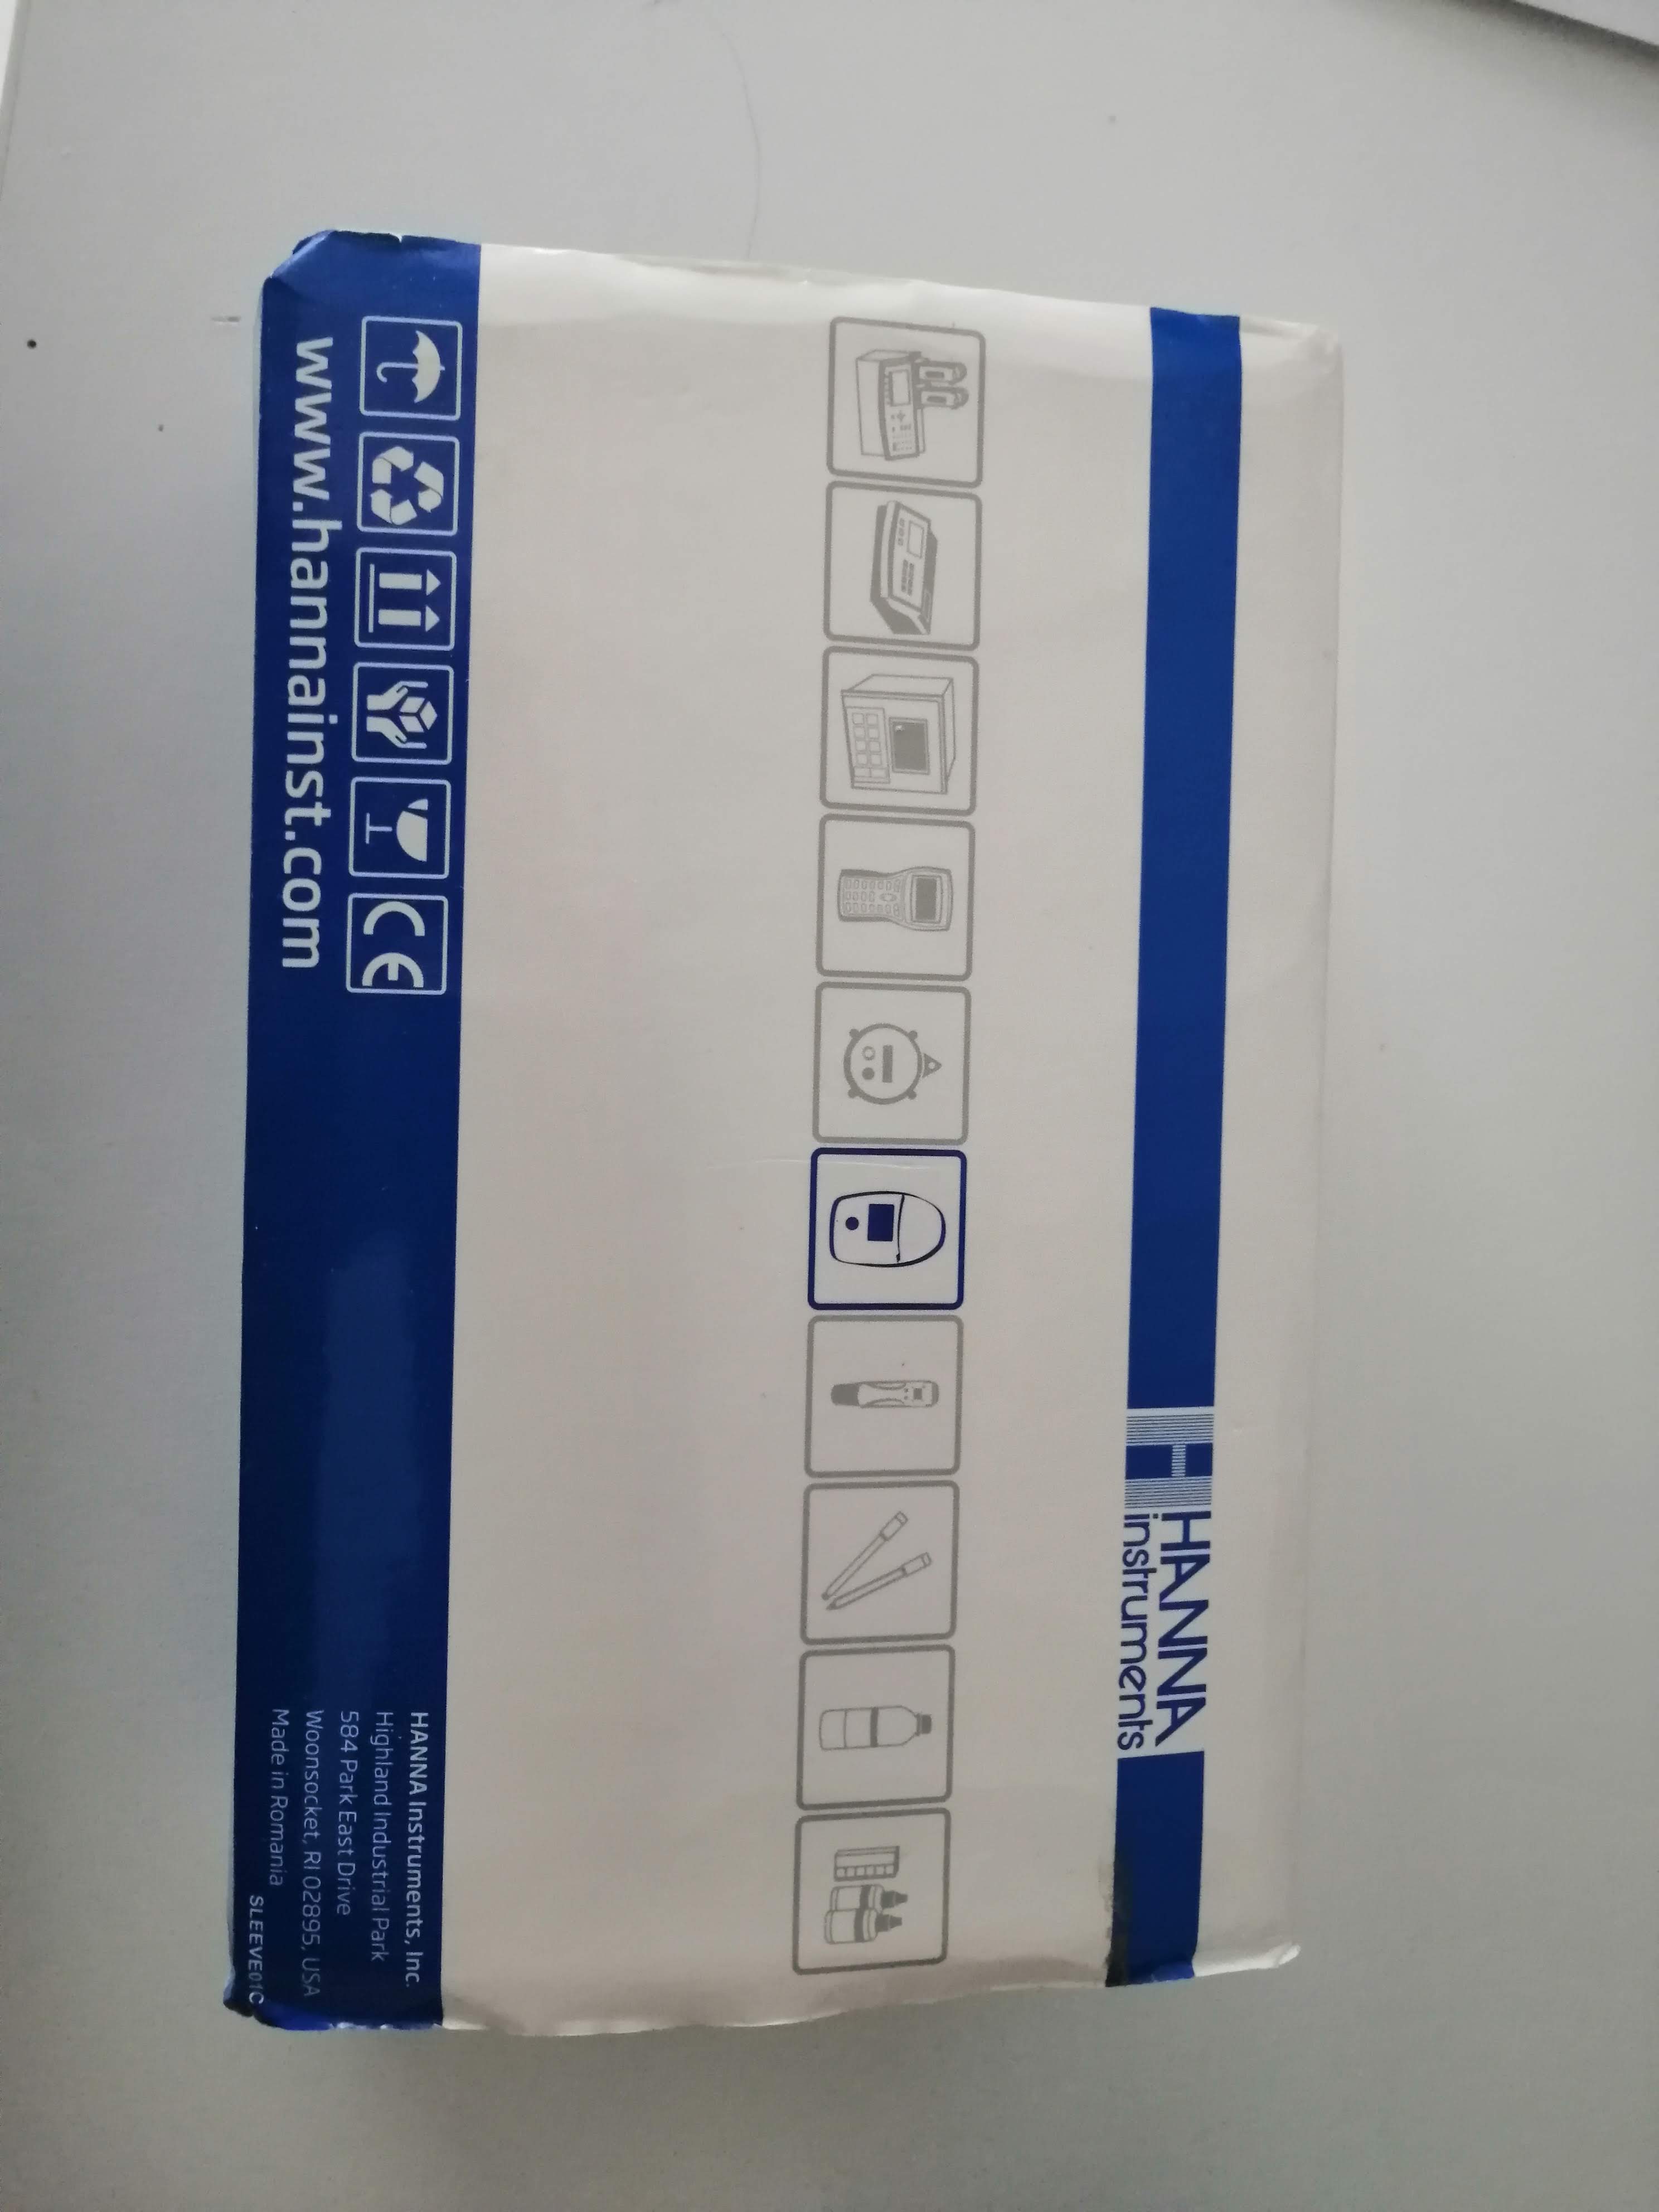 HANNA
instruments
CE
www.hannainst.com
HANNA Instruments, Inc.
Highland Industrial Park
584 Park East Drive
Woonsocket, RI 02895, USA
Made in Romania
SLEEVE01C